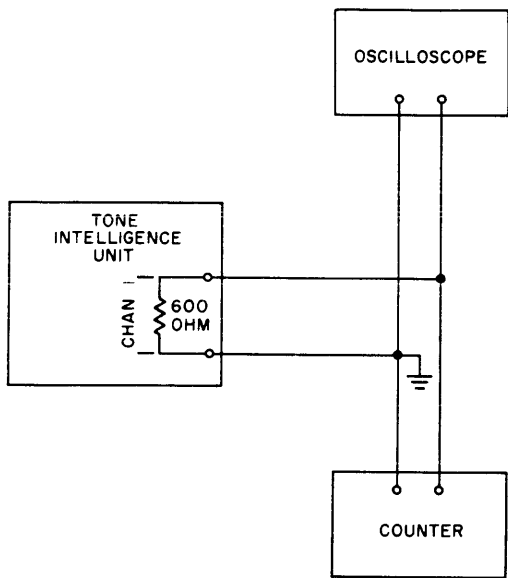 OSCILLOSCOPE
TONE
INTELLIGENCE
UNIT
CHAN
600
OHM
COUNTER